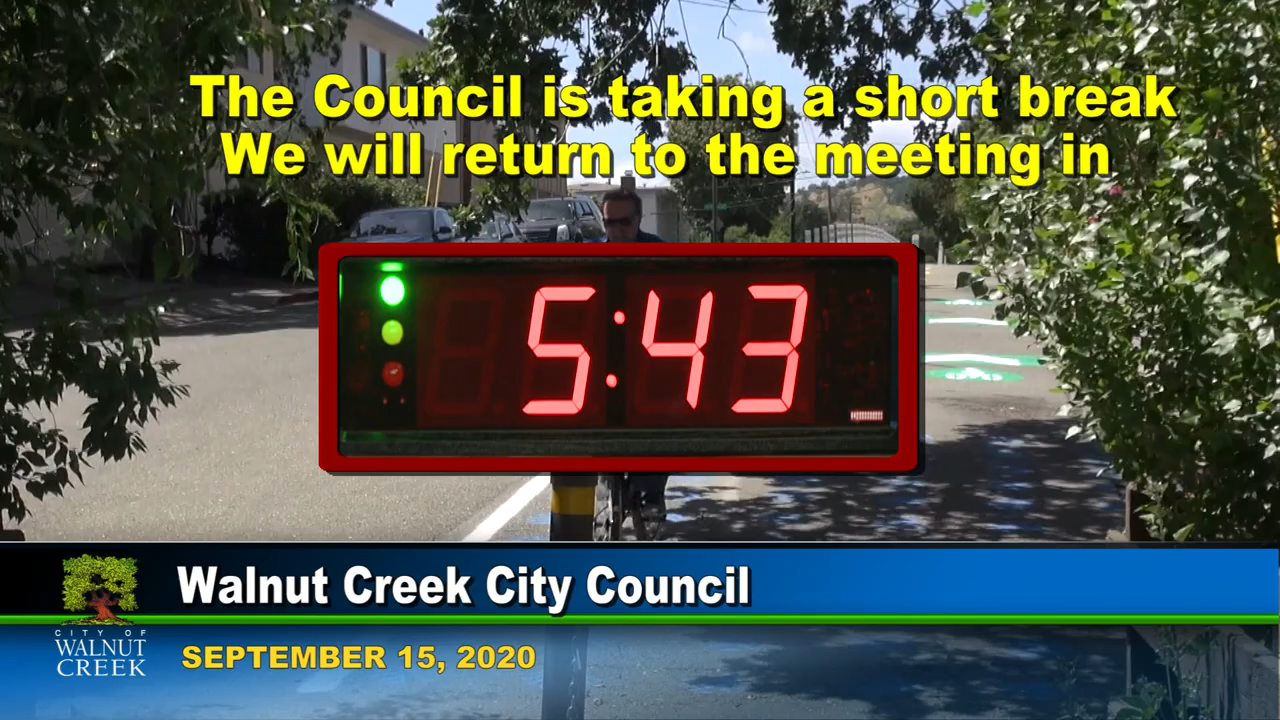 The Council is taking a short break
We will return to the meeting in
5:43
Walnut Creek City Council
CITY OF
WALNUT
CREEK
SEPTEMBER 15, 2020